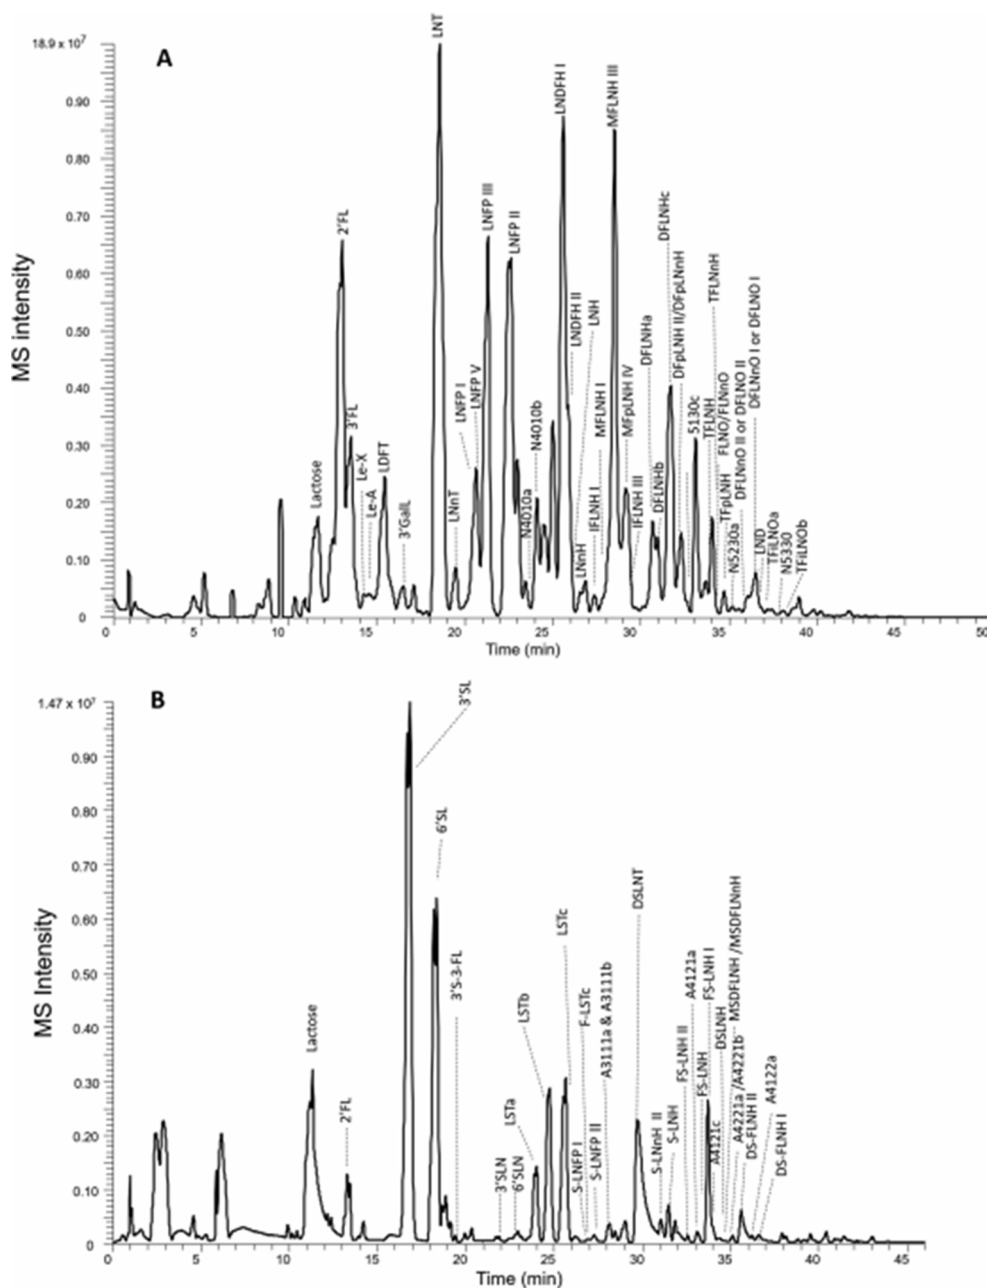 18.9 x 10⁷
A
0.90
0.70
0.60
0.50
0.40
0.30
0.20
0.10
0
MS intensity
Lactose
2'FL
3'FL
Le-X
Le-A
LDFT
3'GalL
LNT
LNnT
LNFP I
LNFP V
LNFP III
LNFP II
N4010a
N4010b
LNDFH I
LNDFH II
LNH
LNnH
IFLNH I
MFLNH I
MFLNH III
MFpLNH IV
IFLNH III
DFLNHa
DFLNHb
DFLNHc
DFpLNH II/DFpLNnH
5130c
TFLNH
TFLNnH
TFpLNH
FLNO/FLNnO
N5230a
DFLNnO II or DFLNO II
DFLNnO I or DFLNO I
LND
TFiLNOa
N5330
TFiLNOb
0 5 10 15 20 25 30 35 40 45 50
Time (min)
1.47 x 10⁷
B
0.90
0.80
0.70
0.60
0.50
0.40
0.30
0.20
0.10
0
MS Intensity
Lactose
2'FL
3'SL
6'SL
3'S-3-FL
3'SLN
6'SLN
LSTa
LSTb
LSTc
S-LNFP I
F-LSTc
S-LNFP II
A3111a & A3111b
DSLNT
S-LNnH II
S-LNH
FS-LNH II
A4121a
FS-LNH
FS-LNH I
A4121c
DSLNH
MSDFLNH /MSDFLNnH
A4221a /A4221b
DS-FLNH II
A4122a
DS-FLNH I
0 5 10 15 20 25 30 35 40 45
Time (min)